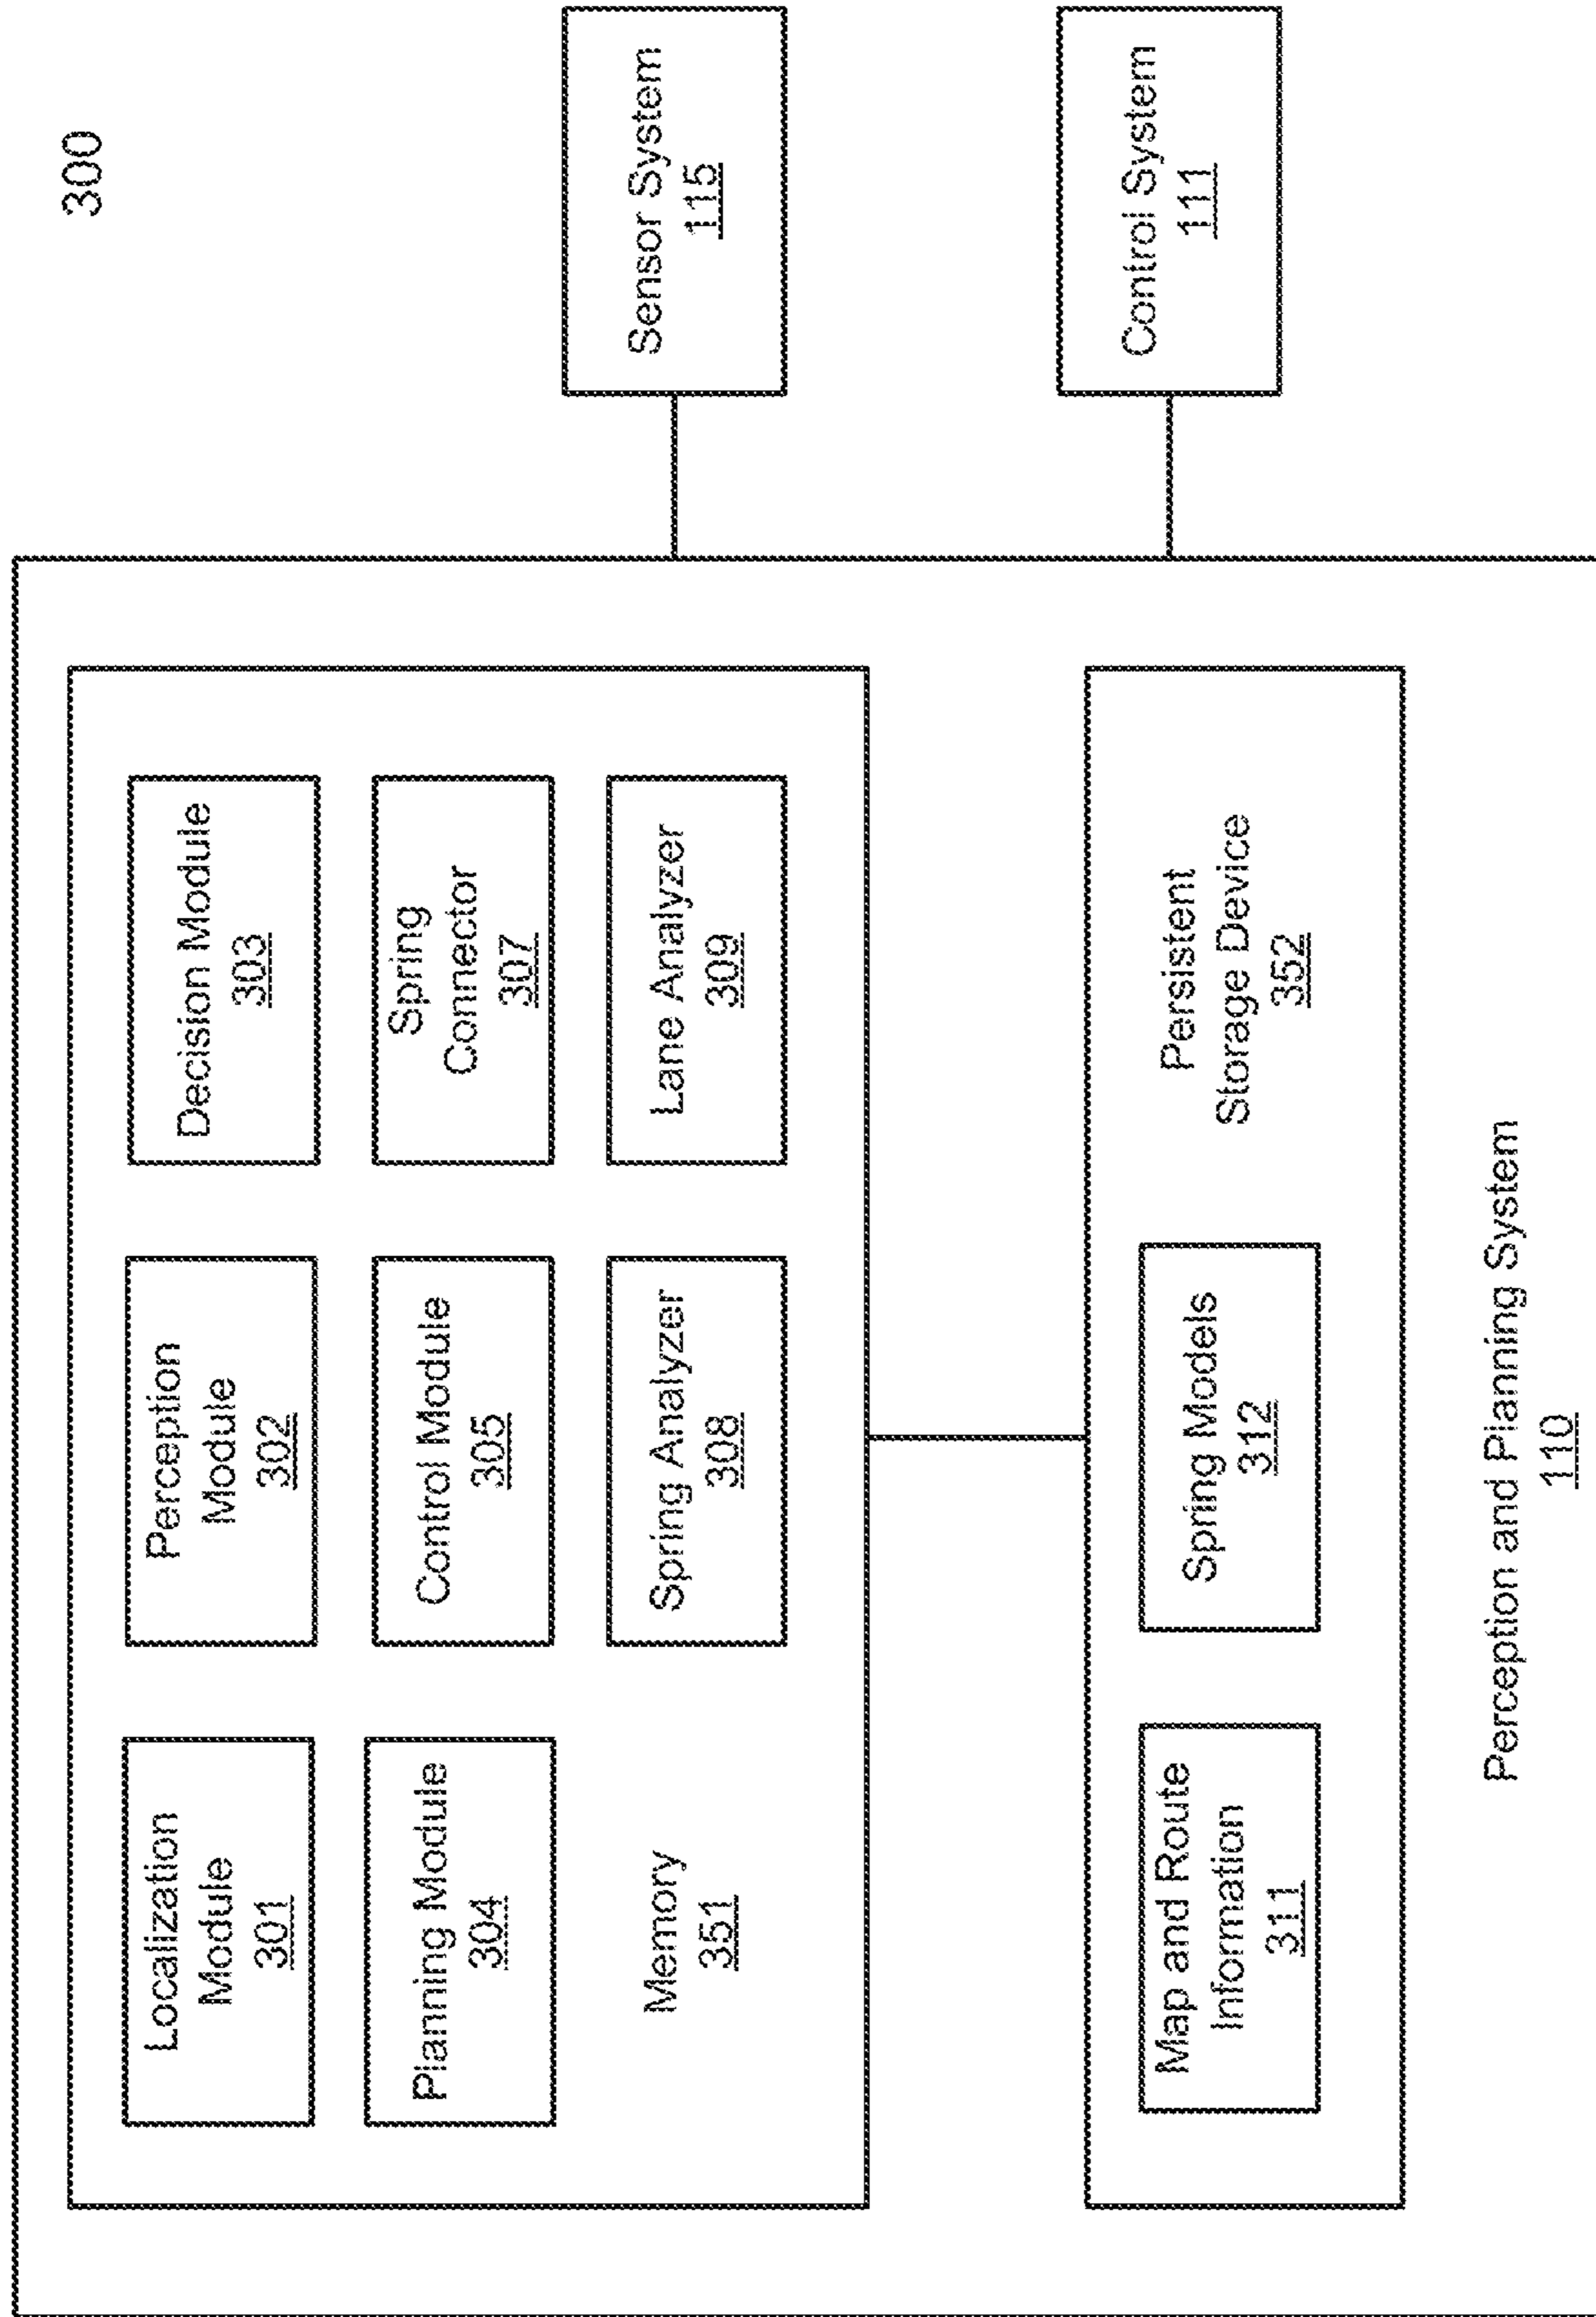 300
Localization
Module
301
Perception
Module
302
Decision Module
303
Planning Module
304
Control Module
305
Spring
Connector
307
Memory
351
Spring Analyzer
308
Lane Analyzer
309
Sensor System
115
Control System
111
Map and Route
Information
311
Spring Models
312
Persistent
Storage Device
352
Perception and Planning System
110